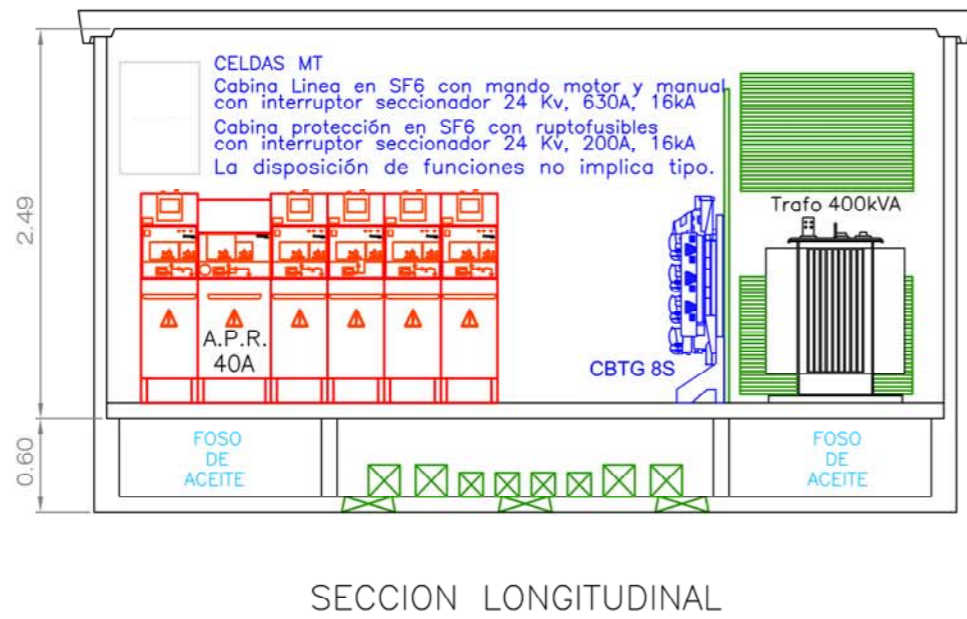 CELDAS MT
Cabina Linea en SF6 con mando motor y manual
con interruptor seccionador 24 Kv, 630A, 16kA
Cabina protección en SF6 con ruptofusibles
con interruptor seccionador 24 Kv, 200A, 16kA
La disposición de funciones no implica tipo.
2.49
Trafo 400kVA
A.P.R.
40A
CBTG 8S
0.60
FOSO
DE
ACEITE
FOSO
DE
ACEITE
SECCION LONGITUDINAL